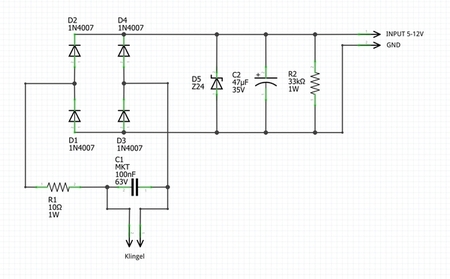 D2
1N4007
D4
1N4007
INPUT 5-12V
GND
D5
Z24
C2
47µF
35V
R2
33kΩ
1W
D1
1N4007
D3
1N4007
C1
MKT
100nF
63V
R1
10Ω
1W
Klingel